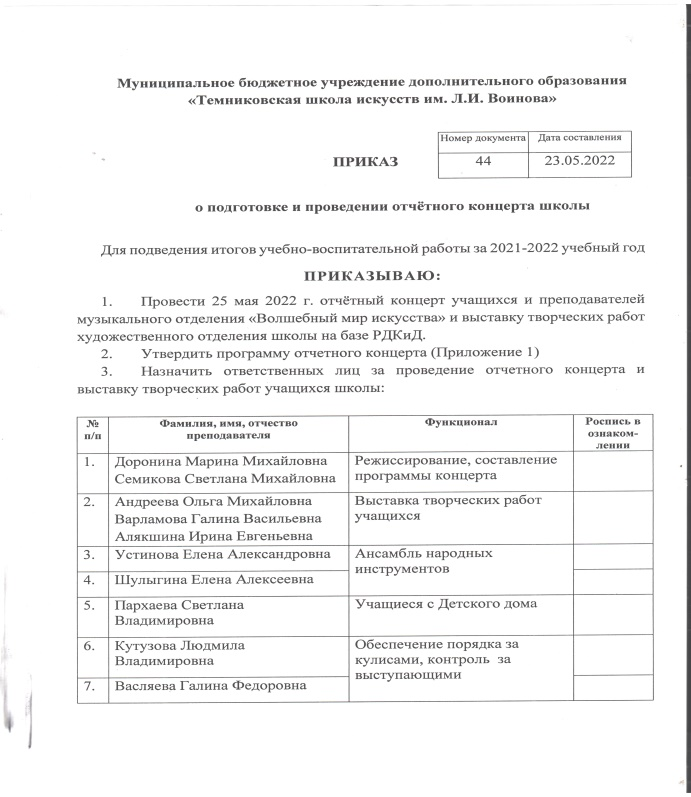 Муниципальное бюджетное учреждение дополнительного образования
«Темниковская школа искусств им. Л.И. Воинова»
Номер документа Дата составления
ПРИКАЗ 44 23.05.2022
о подготовке и проведении отчётного концерта школы
Для подведения итогов учебно-воспитательной работы за 2021-2022 учебный год
ПРИКАЗЫВАЮ:
1. Провести 25 мая 2022 г. отчётный концерт учащихся и преподавателей
музыкального отделения «Волшебный мир искусства» и выставку творческих работ
художественного отделения школы на базе РДКиД.
2. Утвердить программу отчетного концерта (Приложение 1)
3. Назначить ответственных лиц за проведение отчетного концерта и
выставку творческих работ учащихся школы:
№ п/п Фамилия, имя, отчество преподавателя Функционал Роспись в ознаком-лении
1. Доронина Марина Михайловна Режиссирование, составление
Семикова Светлана Михайловна программы концерта
2. Андреева Ольга Михайловна Выставка творческих работ
Варламова Галина Васильевна учащихся
Алякшина Ирина Евгеньевна
3. Устинова Елена Александровна Ансамбль народных
инструментов
4. Шулыгина Елена Алексеевна
5. Пархаева Светлана Учащиеся с Детского дома
Владимировна
6. Кутузова Людмила Обеспечение порядка за
Владимировна кулисами, контроль за
выступающими
7. Васляева Галина Федоровна